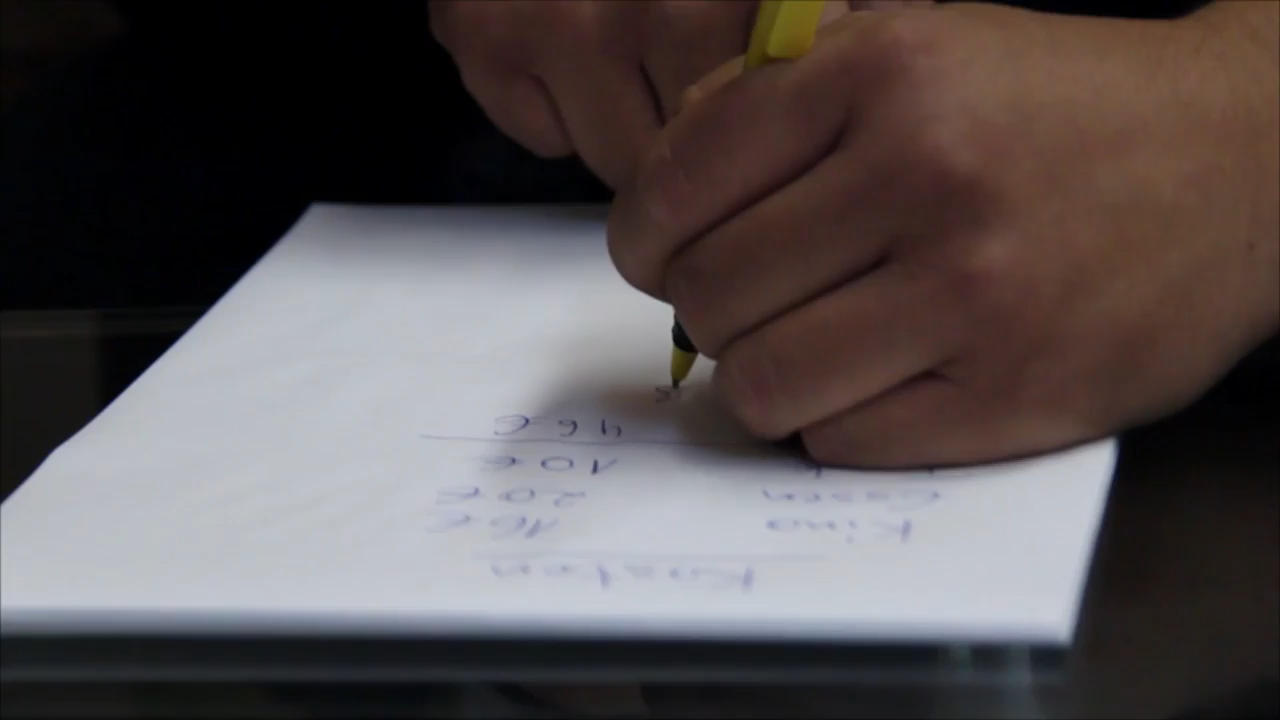 Kosten
Kino 16€
Essen 20€
10€
46€